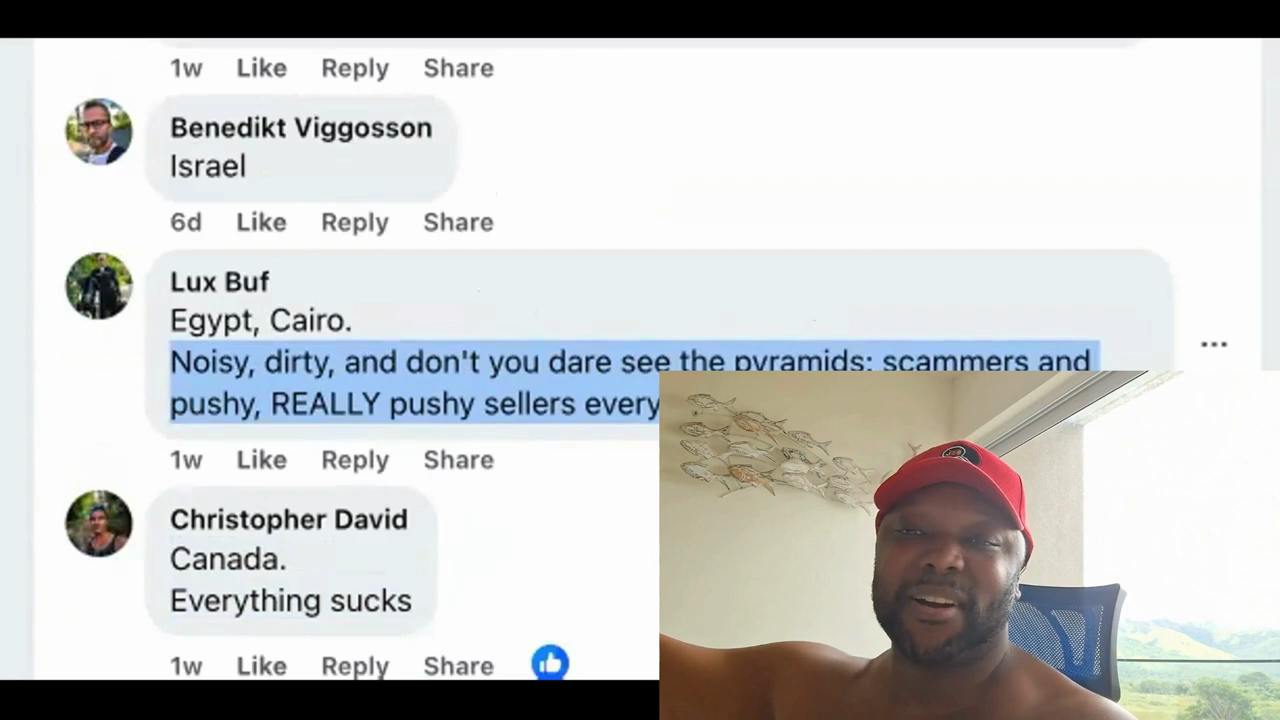 1w Like Reply Share
Benedikt Viggosson
Israel
6d Like Reply Share
Lux Buf
Egypt, Cairo.
Noisy, dirty, and don't you dare see the pyramids: scammers and
pushy, REALLY pushy sellers every
1w Like Reply Share
Christopher David
Canada.
Everything sucks
1w Like Reply Share